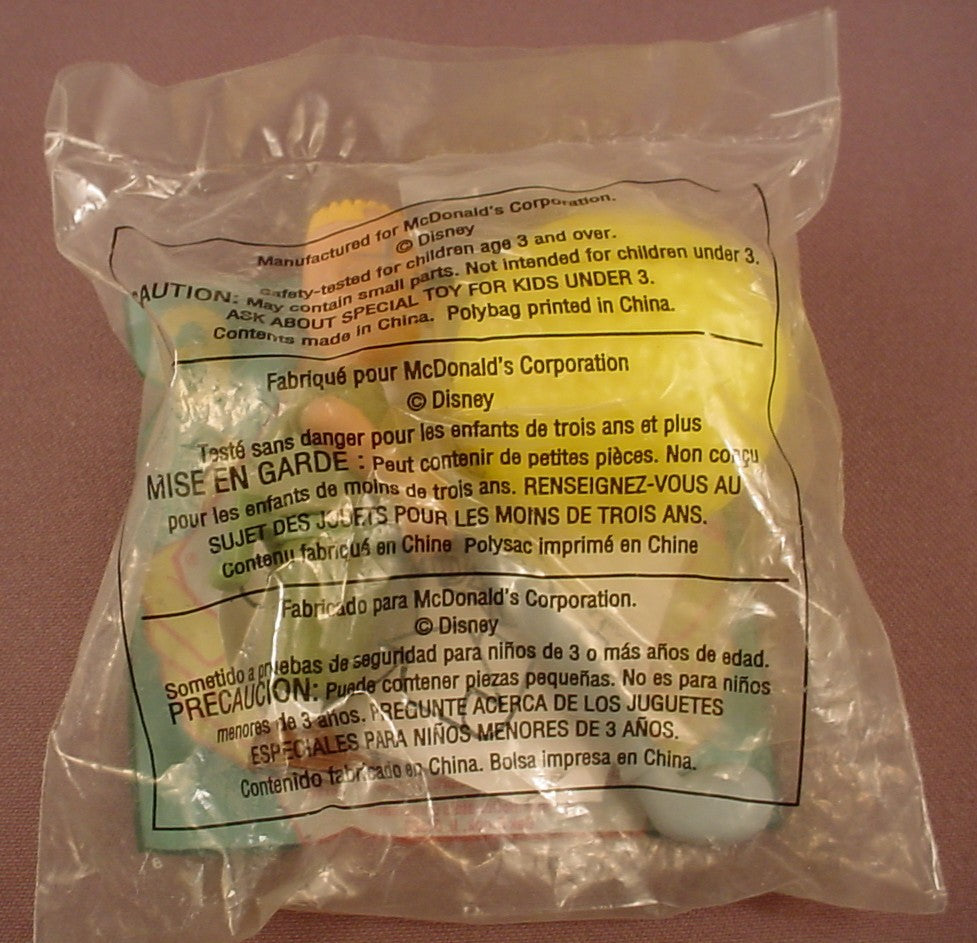 Manufactured for McDonald's Corporation.
© Disney
Safety-tested for children age 3 and over.
CAUTION: May contain small parts. Not intended for children under 3.
ASK ABOUT SPECIAL TOY FOR KIDS UNDER 3.
Contents made in China. Polybag printed in China.
Fabriqué pour McDonald's Corporation
© Disney
Testé sans danger pour les enfants de trois ans et plus
MISE EN GARDE : Peut contenir de petites pièces. Non conçu
pour les enfants de moins de trois ans. RENSEIGNEZ-VOUS AU
SUJET DES JOUETS POUR LES MOINS DE TROIS ANS.
Contenu fabriqué en Chine Polysac imprimé en Chine
Fabricado para McDonald's Corporation.
© Disney
Sometido a pruebas de seguridad para niños de 3 o más años de edad.
PRECAUCIÓN: Puede contener piezas pequeñas. No es para niños
menores de 3 años. PREGUNTE ACERCA DE LOS JUGUETES
ESPECIALES PARA NIÑOS MENORES DE 3 AÑOS.
Contenido fabricado en China. Bolsa impresa en China.